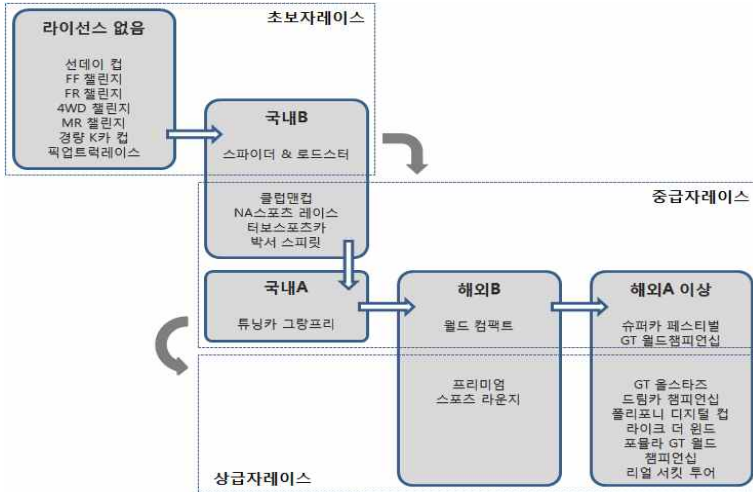 초보자레이스
라이선스 없음
선데이 컵
FF 챌린지
FR 챌린지
4WD 챌린지
MR 챌린지
경량 K카 컵
픽업트럭레이스
국내B
스파이더 & 로드스터
중급자레이스
클럽맨컵
NA스포츠 레이스
터보스포츠카
박서 스피릿
국내A
튜닝카 그랑프리
해외B
월드 컴팩트
해외A 이상
슈퍼카 페스티벌
GT 월드챔피언십
프리미엄
스포츠 라운지
GT 올스타즈
드림카 챔피언십
폴리포니 디지털 컵
라이크 더 윈드
포뮬라 GT 월드
챔피언십
리얼 서킷 투어
상급자레이스